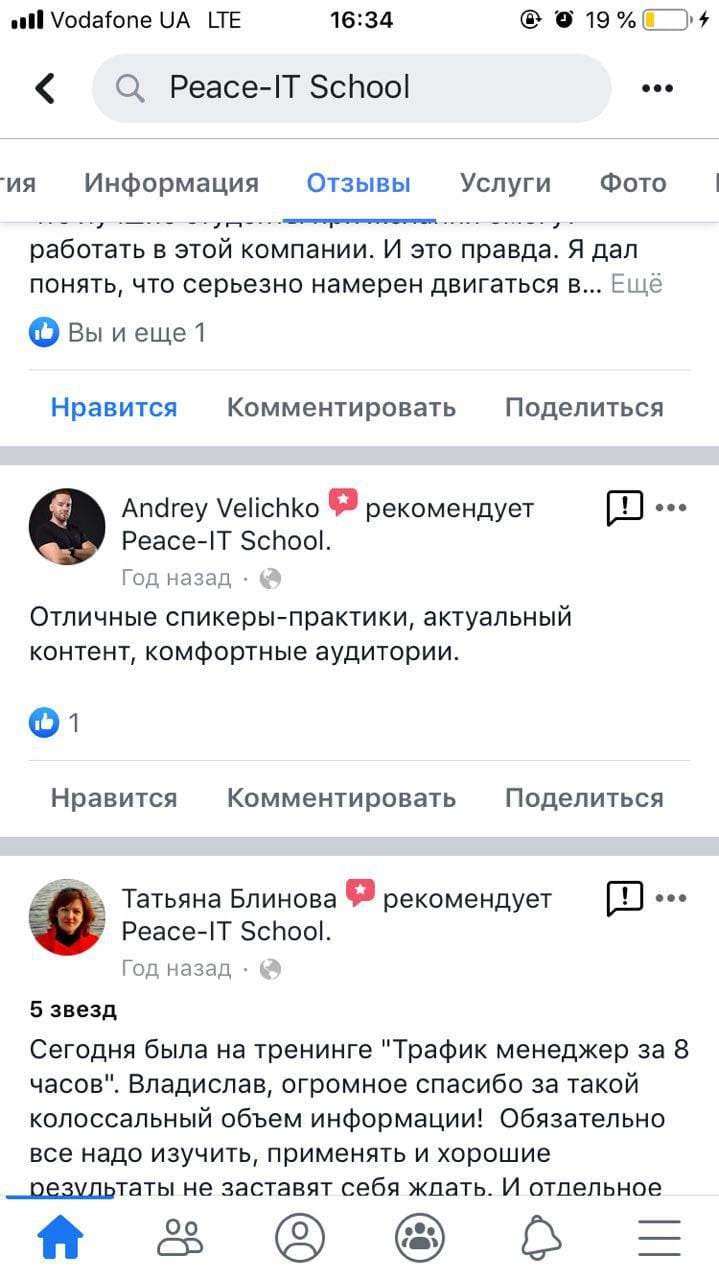 Vodafone UA LTE 16:34 19 %
Peace-IT School
тия Информация Отзывы Услуги Фото
работать в этой компании. И это правда. Я дал
понять, что серьезно намерен двигаться в... Ещё
Вы и еще 1
Нравится Комментировать Поделиться
Andrey Velichko рекомендует
Peace-IT School.
Год назад ·
Отличные спикеры-практики, актуальный
контент, комфортные аудитории.
1
Нравится Комментировать Поделиться
Татьяна Блинова рекомендует
Peace-IT School.
Год назад ·
5 звезд
Сегодня была на тренинге "Трафик менеджер за 8
часов". Владислав, огромное спасибо за такой
колоссальный объем информации! Обязательно
все надо изучить, применять и хорошие
результаты не заставят себя ждать. И отдельное